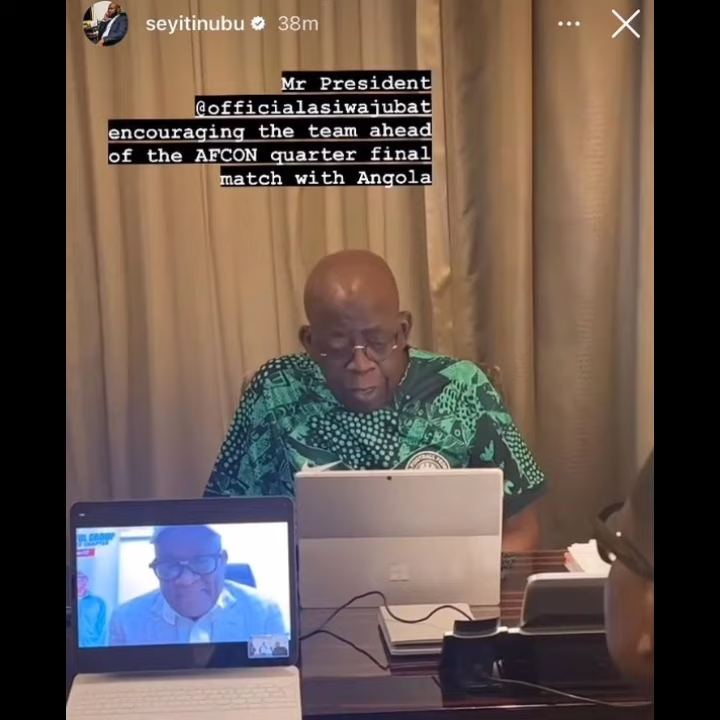 seyitinubu 38m
Mr President
@officialasiwajubat
encouraging the team ahead
of the AFCON quarter final
match with Angola